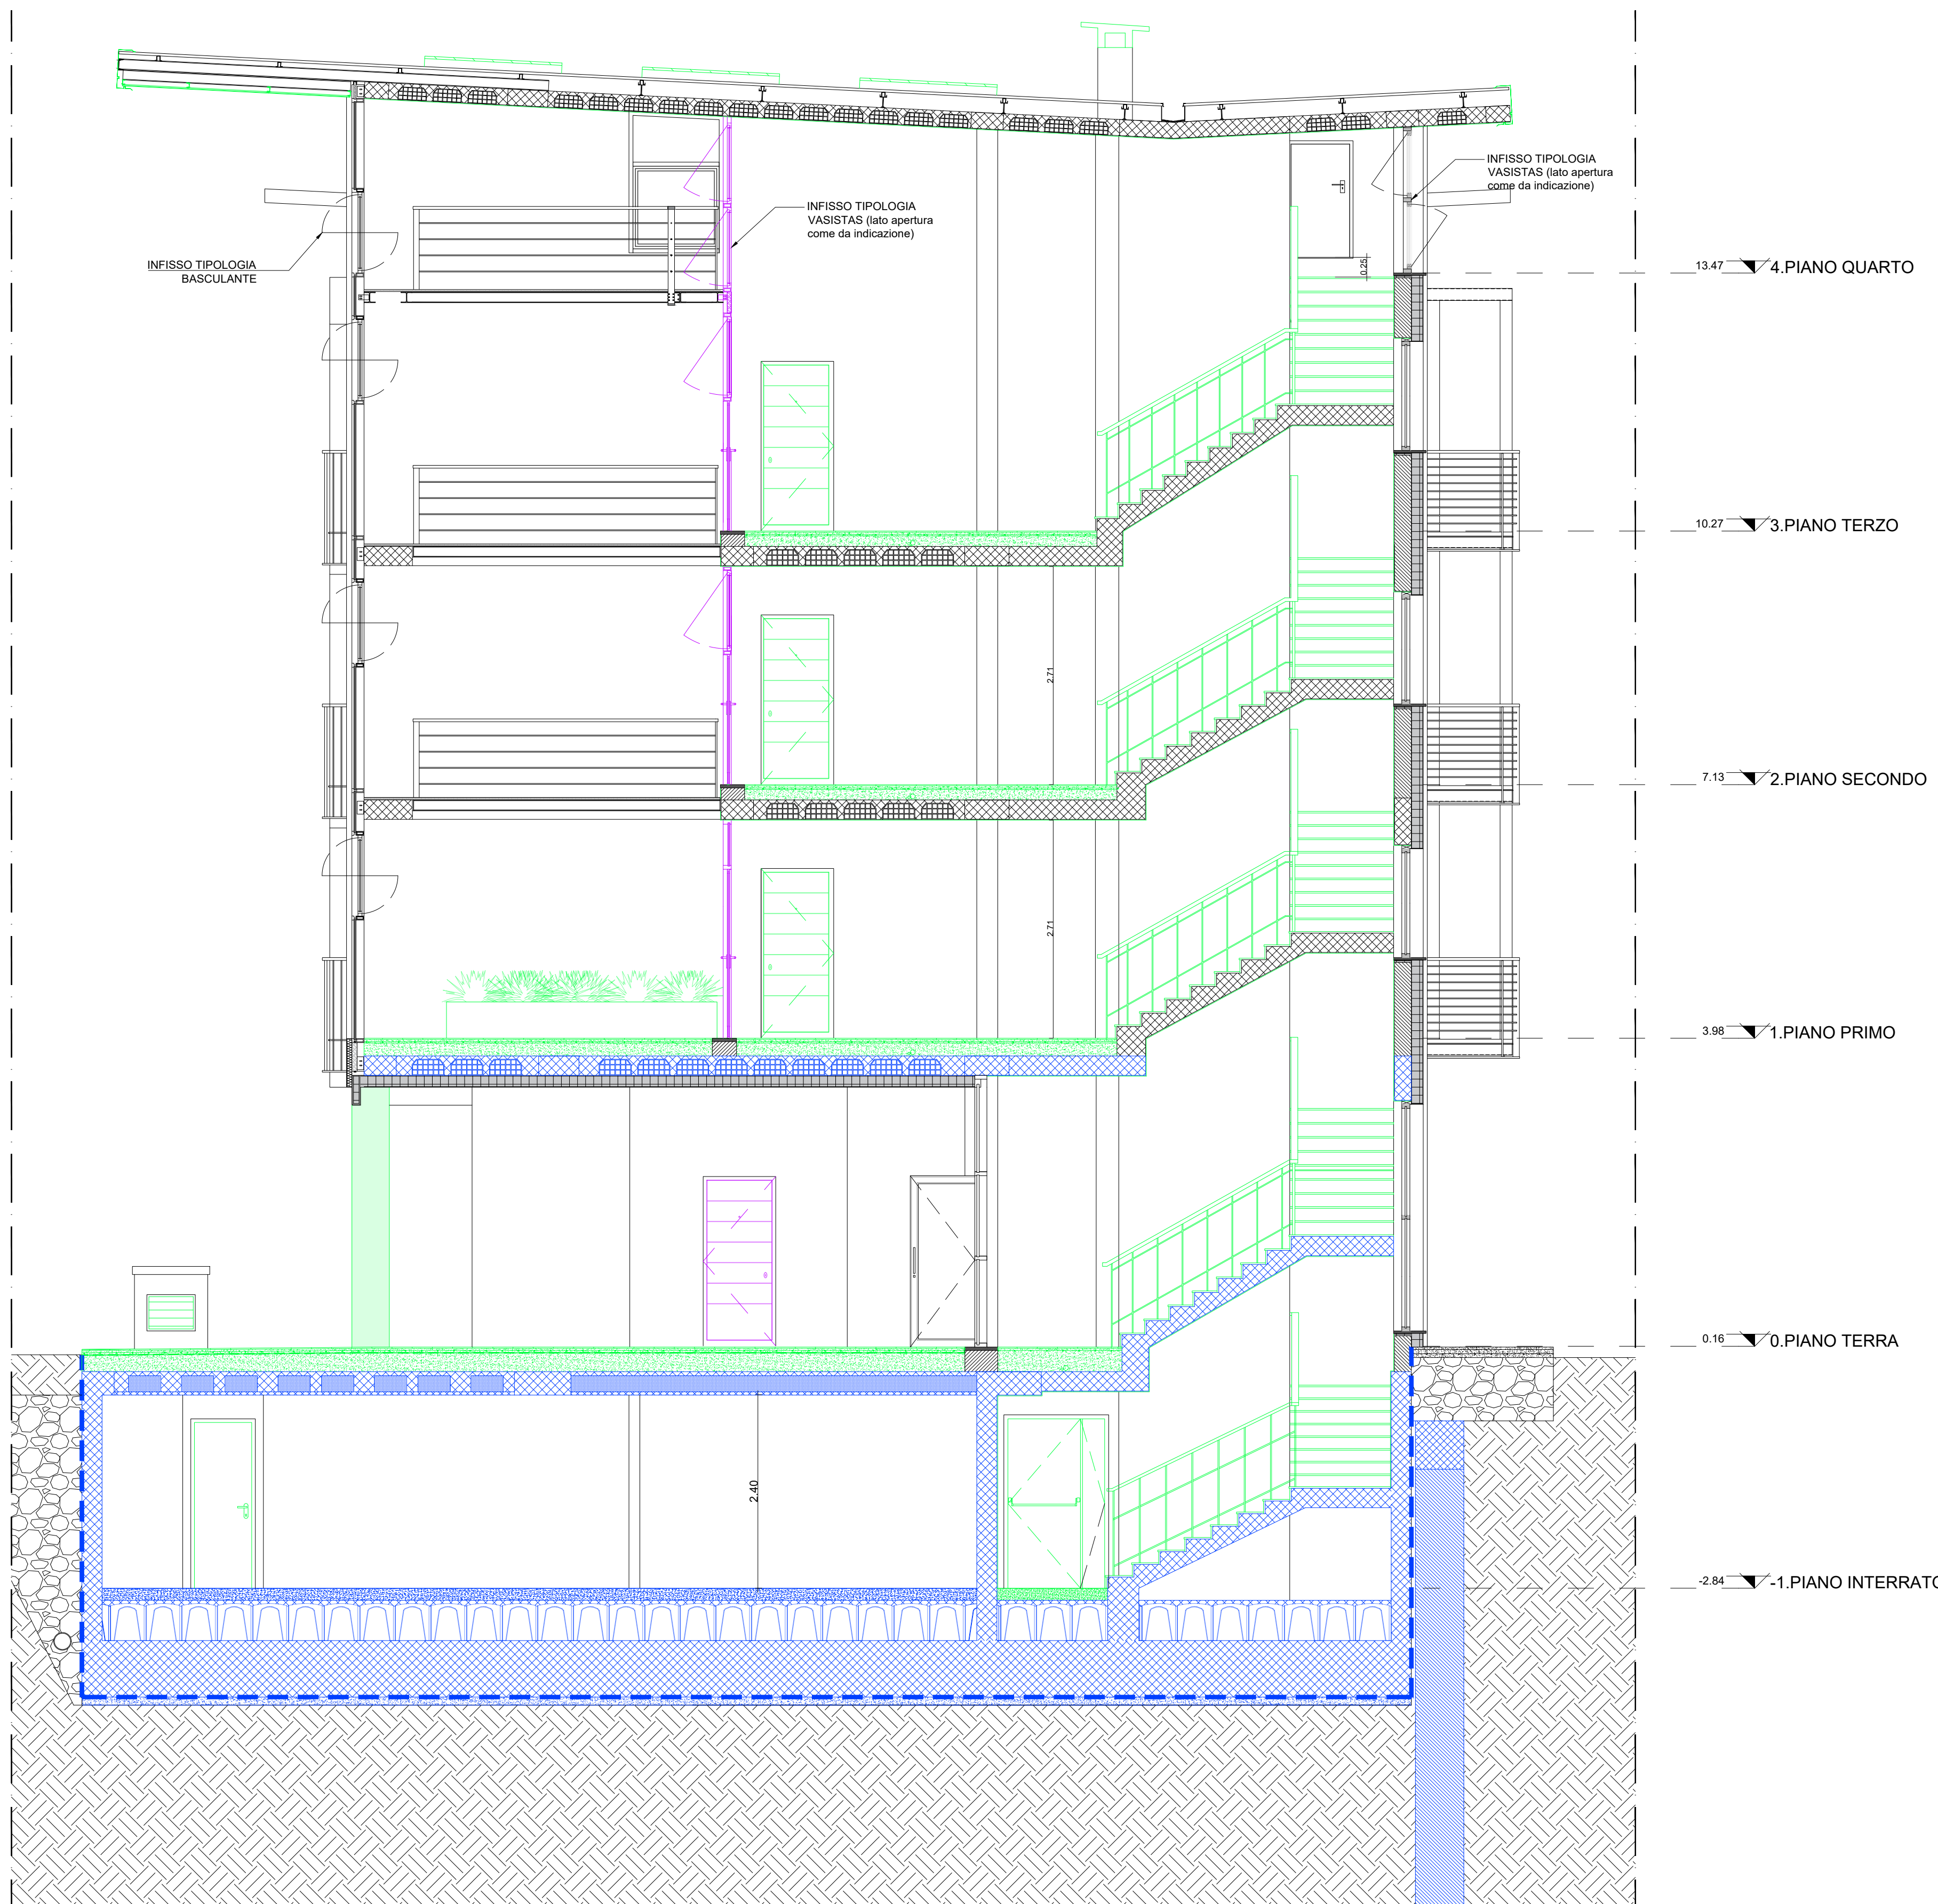 INFISSO TIPOLOGIA
VASISTAS (lato apertura
come da indicazione)
INFISSO TIPOLOGIA
VASISTAS (lato apertura
come da indicazione)
INFISSO TIPOLOGIA
BASCULANTE
0.25
13.47 4.PIANO QUARTO
10.27 3.PIANO TERZO
2.71
7.13 2.PIANO SECONDO
2.71
3.98 1.PIANO PRIMO
0.16 0.PIANO TERRA
2.40
-2.84 -1.PIANO INTERRATO